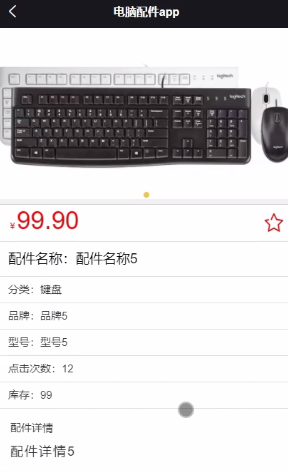 电脑配件app
logitech
logitech
¥99.90
配件名称：配件名称5
分类：键盘
品牌：品牌5
型号：型号5
点击次数：12
库存：99
配件详情
配件详情5